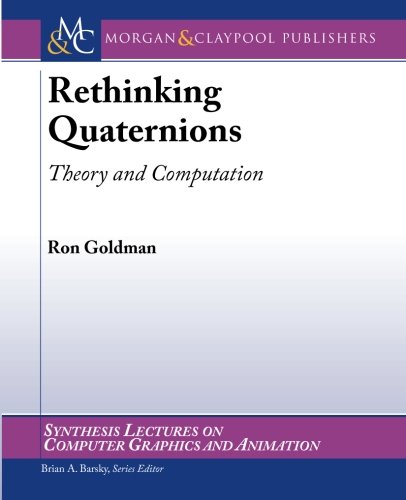 M
&C
MORGAN&CLAYPOOL PUBLISHERS
Rethinking
Quaternions
Theory and Computation
Ron Goldman
SYNTHESIS LECTURES ON
COMPUTER GRAPHICS AND ANIMATION
Brian A. Barsky, Series Editor